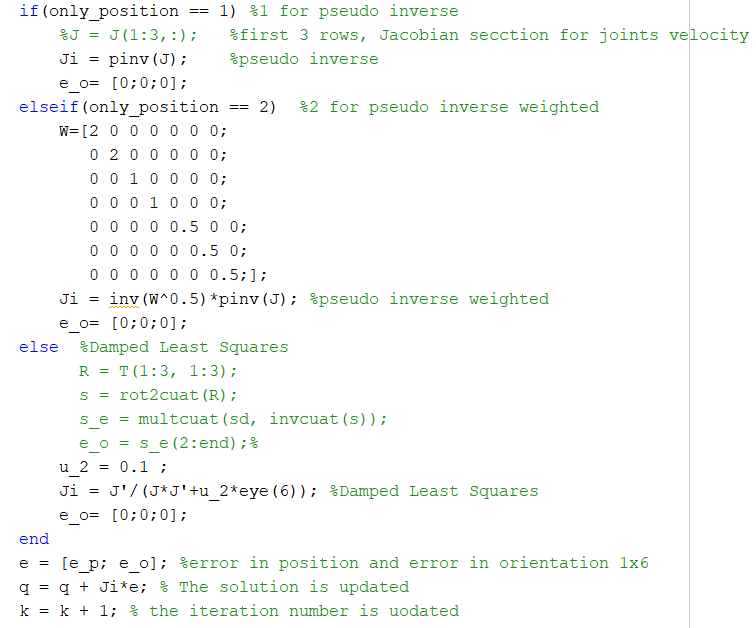 if(only_position == 1) %1 for pseudo inverse
%J = J(1:3,:);   %first 3 rows, Jacobian secction for joints velocity
Ji = pinv(J);    %pseudo inverse
e_o= [0;0;0];
elseif(only_position == 2)  %2 for pseudo inverse weighted
W=[2 0 0 0 0 0 0;
0 2 0 0 0 0 0;
0 0 1 0 0 0 0;
0 0 0 1 0 0 0;
0 0 0 0 0.5 0 0;
0 0 0 0 0 0.5 0;
0 0 0 0 0 0 0.5;];
Ji = inv(W^0.5)*pinv(J); %pseudo inverse weighted
e_o= [0;0;0];
else  %Damped Least Squares
R = T(1:3, 1:3);
s = rot2cuat(R);
s_e = multcuat(sd, invcuat(s));
e_o = s_e(2:end);%
u_2 = 0.1 ;
Ji = J'/(J*J'+u_2*eye(6)); %Damped Least Squares
e_o= [0;0;0];
end
e = [e_p; e_o]; %error in position and error in orientation 1x6
q = q + Ji*e; % The solution is updated
k = k + 1; % the iteration number is uodated